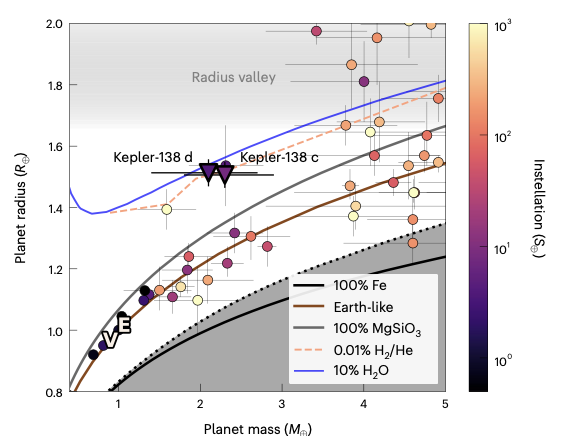 2.0
1.8
1.6
1.4
1.2
1.0
0.8
Planet radius (R⊕)
Radius valley
Kepler-138 d
Kepler-138 c
V
E
100% Fe
Earth-like
100% MgSiO₃
0.01% H₂/He
10% H₂O
1
2
3
4
5
Planet mass (M⊕)
10³
10²
10¹
10⁰
Instellation (S⊕)